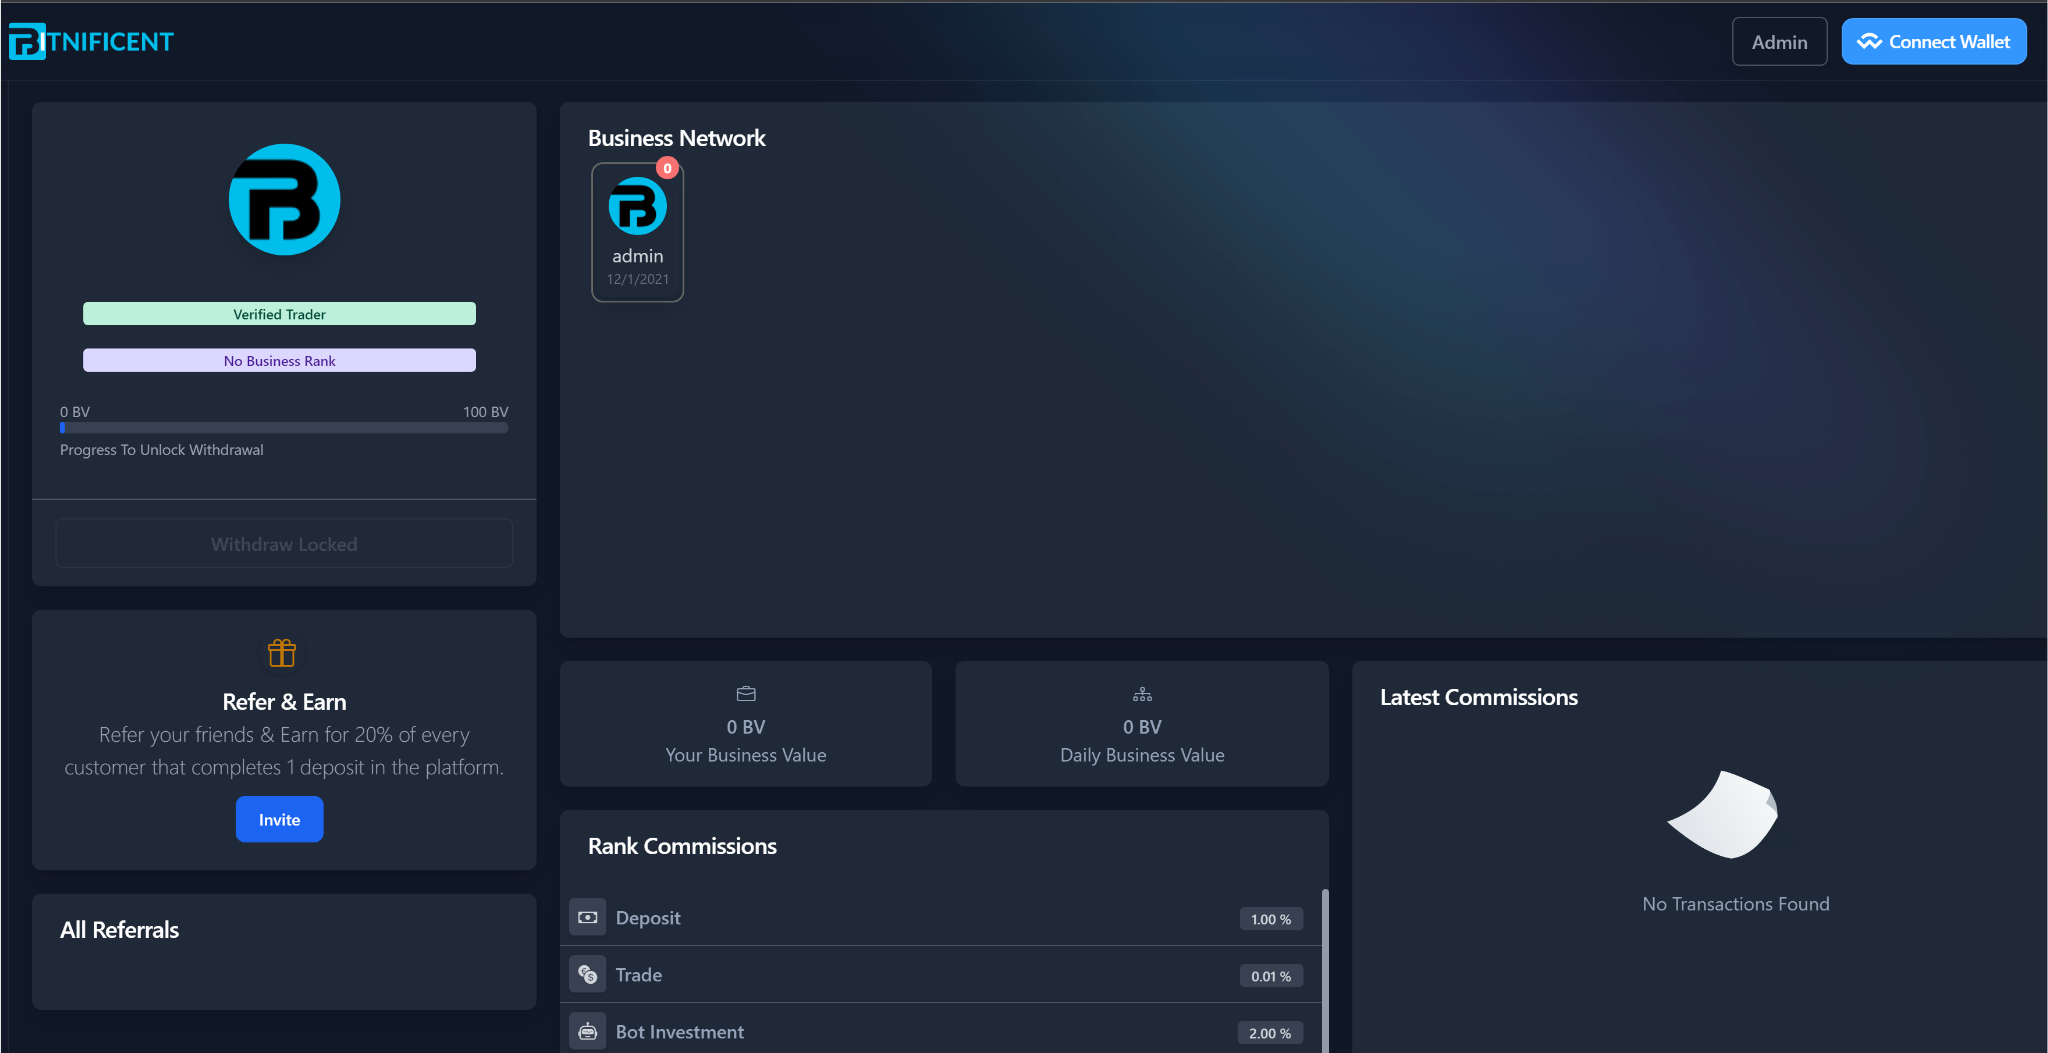 BITNIFICENT
Admin
Connect Wallet
Verified Trader
No Business Rank
0 BV
100 BV
Progress To Unlock Withdrawal
Withdraw Locked
Refer & Earn
Refer your friends & Earn for 20% of every
customer that completes 1 deposit in the platform.
Invite
All Referrals
Business Network
0
admin
12/1/2021
0 BV
Your Business Value
0 BV
Daily Business Value
Rank Commissions
Deposit
1.00 %
Trade
0.01 %
Bot Investment
2.00 %
Latest Commissions
No Transactions Found